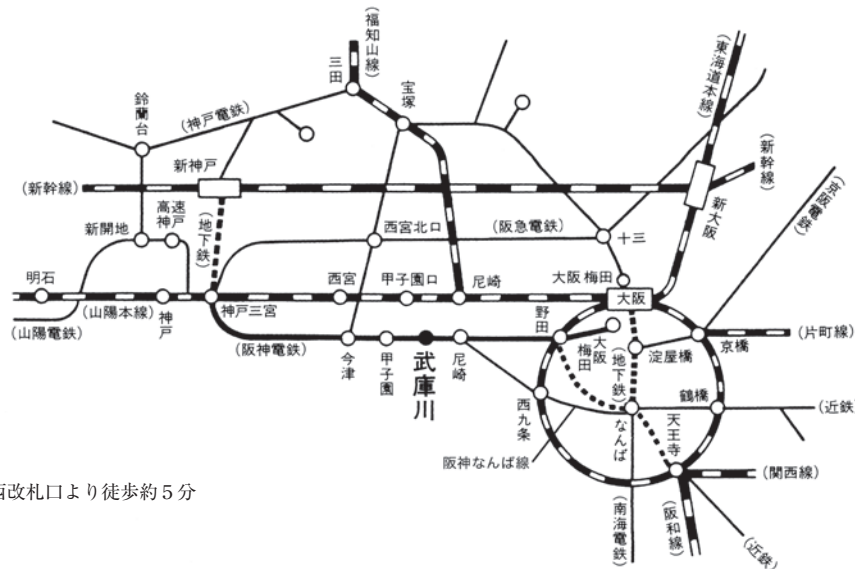 (福知山線)
三田
宝塚
(東海道本線)
鈴蘭台
(神戸電鉄)
新神戸
(新幹線)
(新幹線)
新大阪
(京阪電鉄)
高速神戸
新開地
(地下鉄)
西宮北口
(阪急電鉄)
十三
明石
西宮
甲子園口
尼崎
大阪梅田
大阪
(山陽本線)
神戸
神戸三宮
野田
(山陽電鉄)
(阪神電鉄)
今津
甲子園
武庫川
尼崎
大阪梅田
(地下鉄)
淀屋橋
京橋
(片町線)
西九条
なんば
鶴橋
(近鉄)
天王寺
阪神なんば線
(関西線)
西改札口より徒歩約5分
(南海電鉄)
(阪和線)
(近鉄)